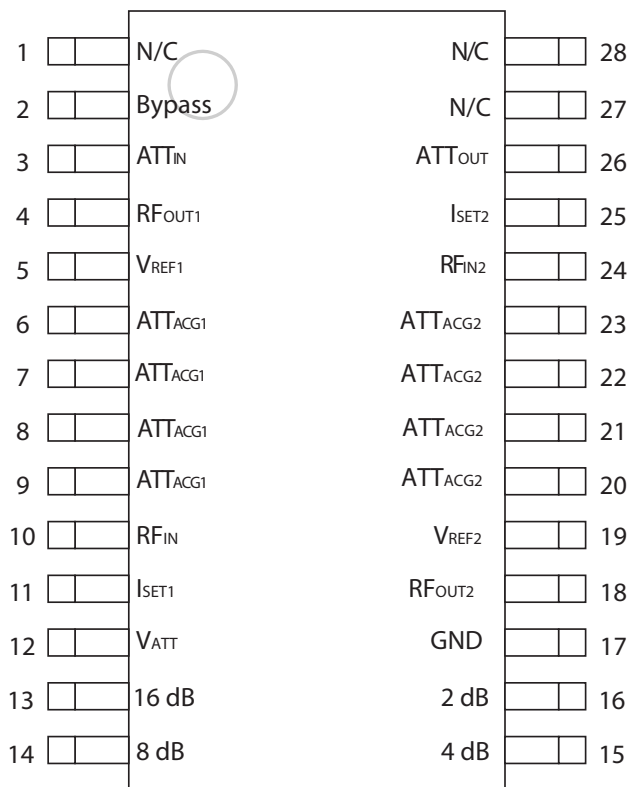 1 N/C N/C 28
2 Bypass N/C 27
3 ATTIN ATTOUT 26
4 RFOUT1 ISET2 25
5 VREF1 RFIN2 24
6 ATTACG1 ATTACG2 23
7 ATTACG1 ATTACG2 22
8 ATTACG1 ATTACG2 21
9 ATTACG1 ATTACG2 20
10 RFIN VREF2 19
11 ISET1 RFOUT2 18
12 VATT GND 17
13 16 dB 2 dB 16
14 8 dB 4 dB 15